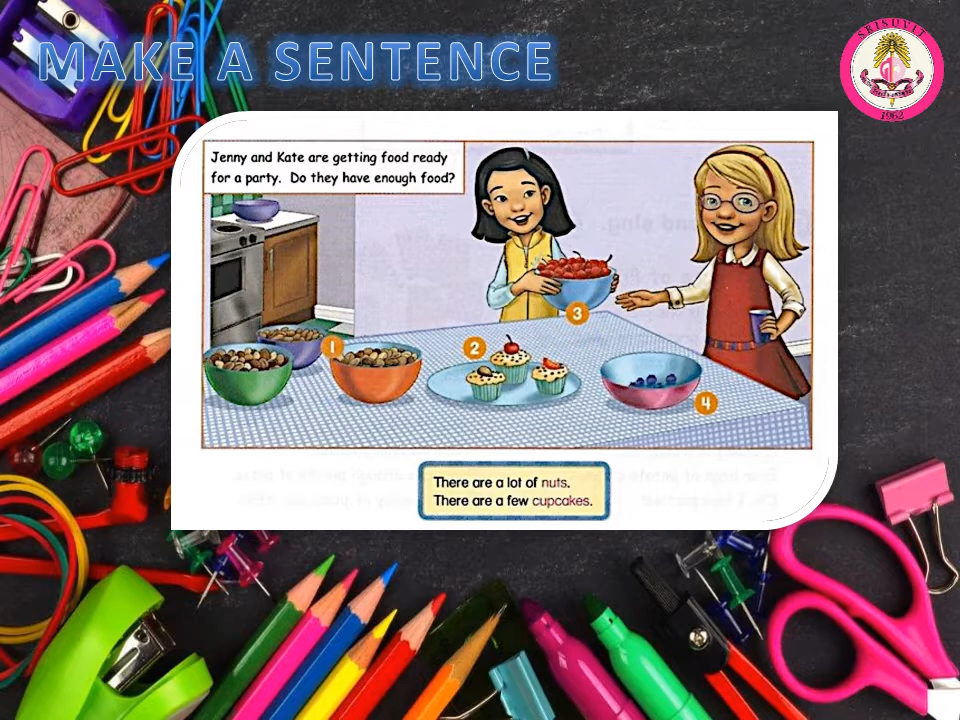 MAKE A SENTENCE
SRISUVIT
1962
Jenny and Kate are getting food ready
for a party. Do they have enough food?
1
2
3
4
There are a lot of nuts.
There are a few cupcakes.